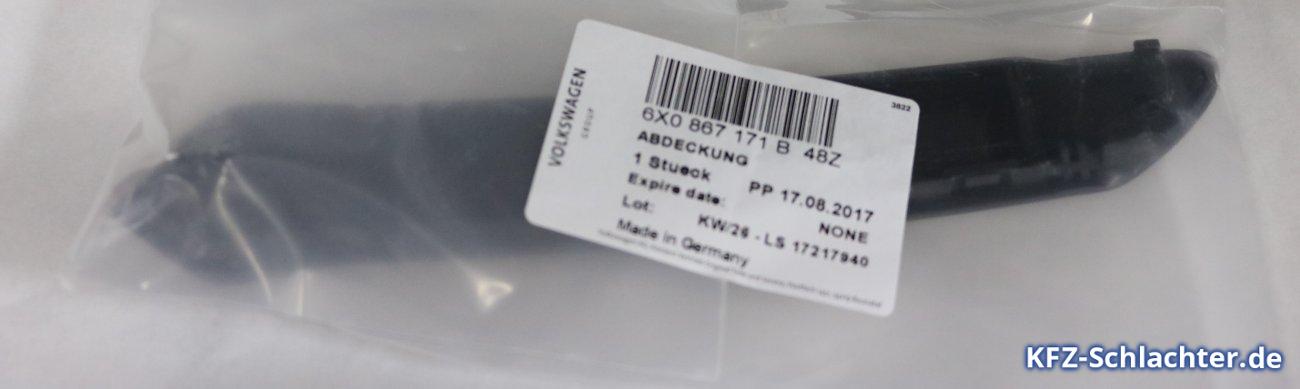 VOLKSWAGEN
GROUP
3822
6X0 867 171 B 48Z
ABDECKUNG
1 Stueck PP 17.08.2017
Expire date: NONE
Lot: KW/26 - LS 17217940
Made in Germany
KFZ-Schlachter.de